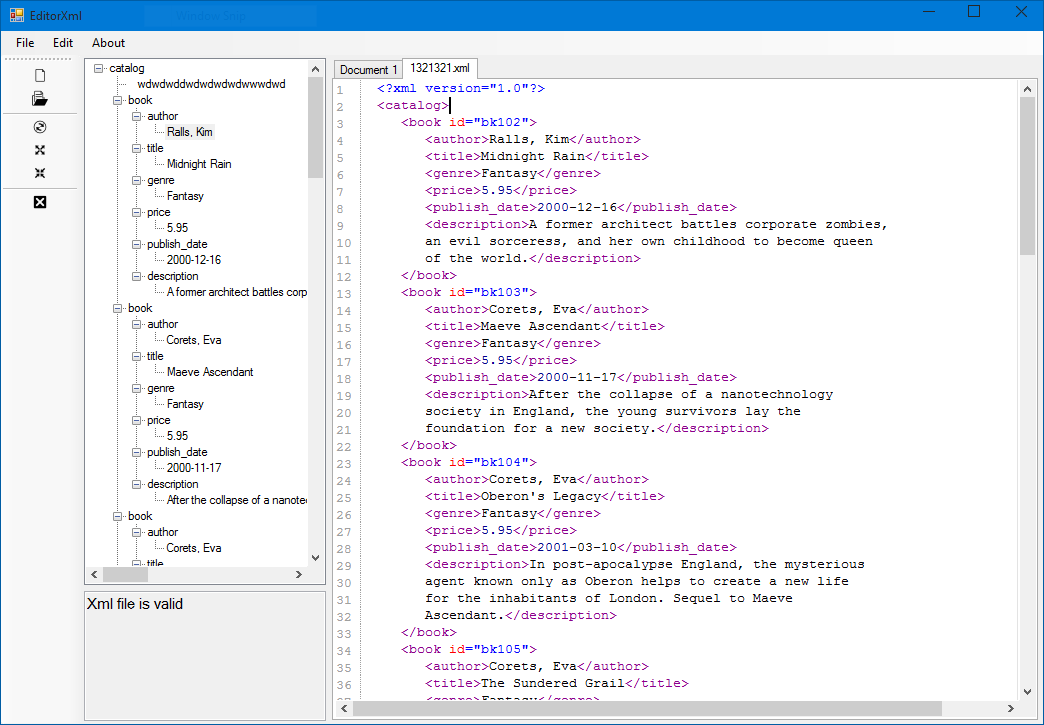 EditorXml
File Edit About
catalog
wdwdwddwdwdwdwdwwwdwd
book
author
Ralls, Kim
title
Midnight Rain
genre
Fantasy
price
5.95
publish_date
2000-12-16
description
A former architect battles corp
book
author
Corets, Eva
title
Maeve Ascendant
genre
Fantasy
price
5.95
publish_date
2000-11-17
description
After the collapse of a nanote
book
author
Corets, Eva
title
Xml file is valid
Document 1 1321321.xml
1 <?xml version="1.0"?>
2 <catalog>
3 <book id="bk102">
4 <author>Ralls, Kim</author>
5 <title>Midnight Rain</title>
6 <genre>Fantasy</genre>
7 <price>5.95</price>
8 <publish_date>2000-12-16</publish_date>
9 <description>A former architect battles corporate zombies,
10 an evil sorceress, and her own childhood to become queen
11 of the world.</description>
12 </book>
13 <book id="bk103">
14 <author>Corets, Eva</author>
15 <title>Maeve Ascendant</title>
16 <genre>Fantasy</genre>
17 <price>5.95</price>
18 <publish_date>2000-11-17</publish_date>
19 <description>After the collapse of a nanotechnology
20 society in England, the young survivors lay the
21 foundation for a new society.</description>
22 </book>
23 <book id="bk104">
24 <author>Corets, Eva</author>
25 <title>Oberon's Legacy</title>
26 <genre>Fantasy</genre>
27 <price>5.95</price>
28 <publish_date>2001-03-10</publish_date>
29 <description>In post-apocalypse England, the mysterious
30 agent known only as Oberon helps to create a new life
31 for the inhabitants of London. Sequel to Maeve
32 Ascendant.</description>
33 </book>
34 <book id="bk105">
35 <author>Corets, Eva</author>
36 <title>The Sundered Grail</title>
<genre>Fantasy</genre>